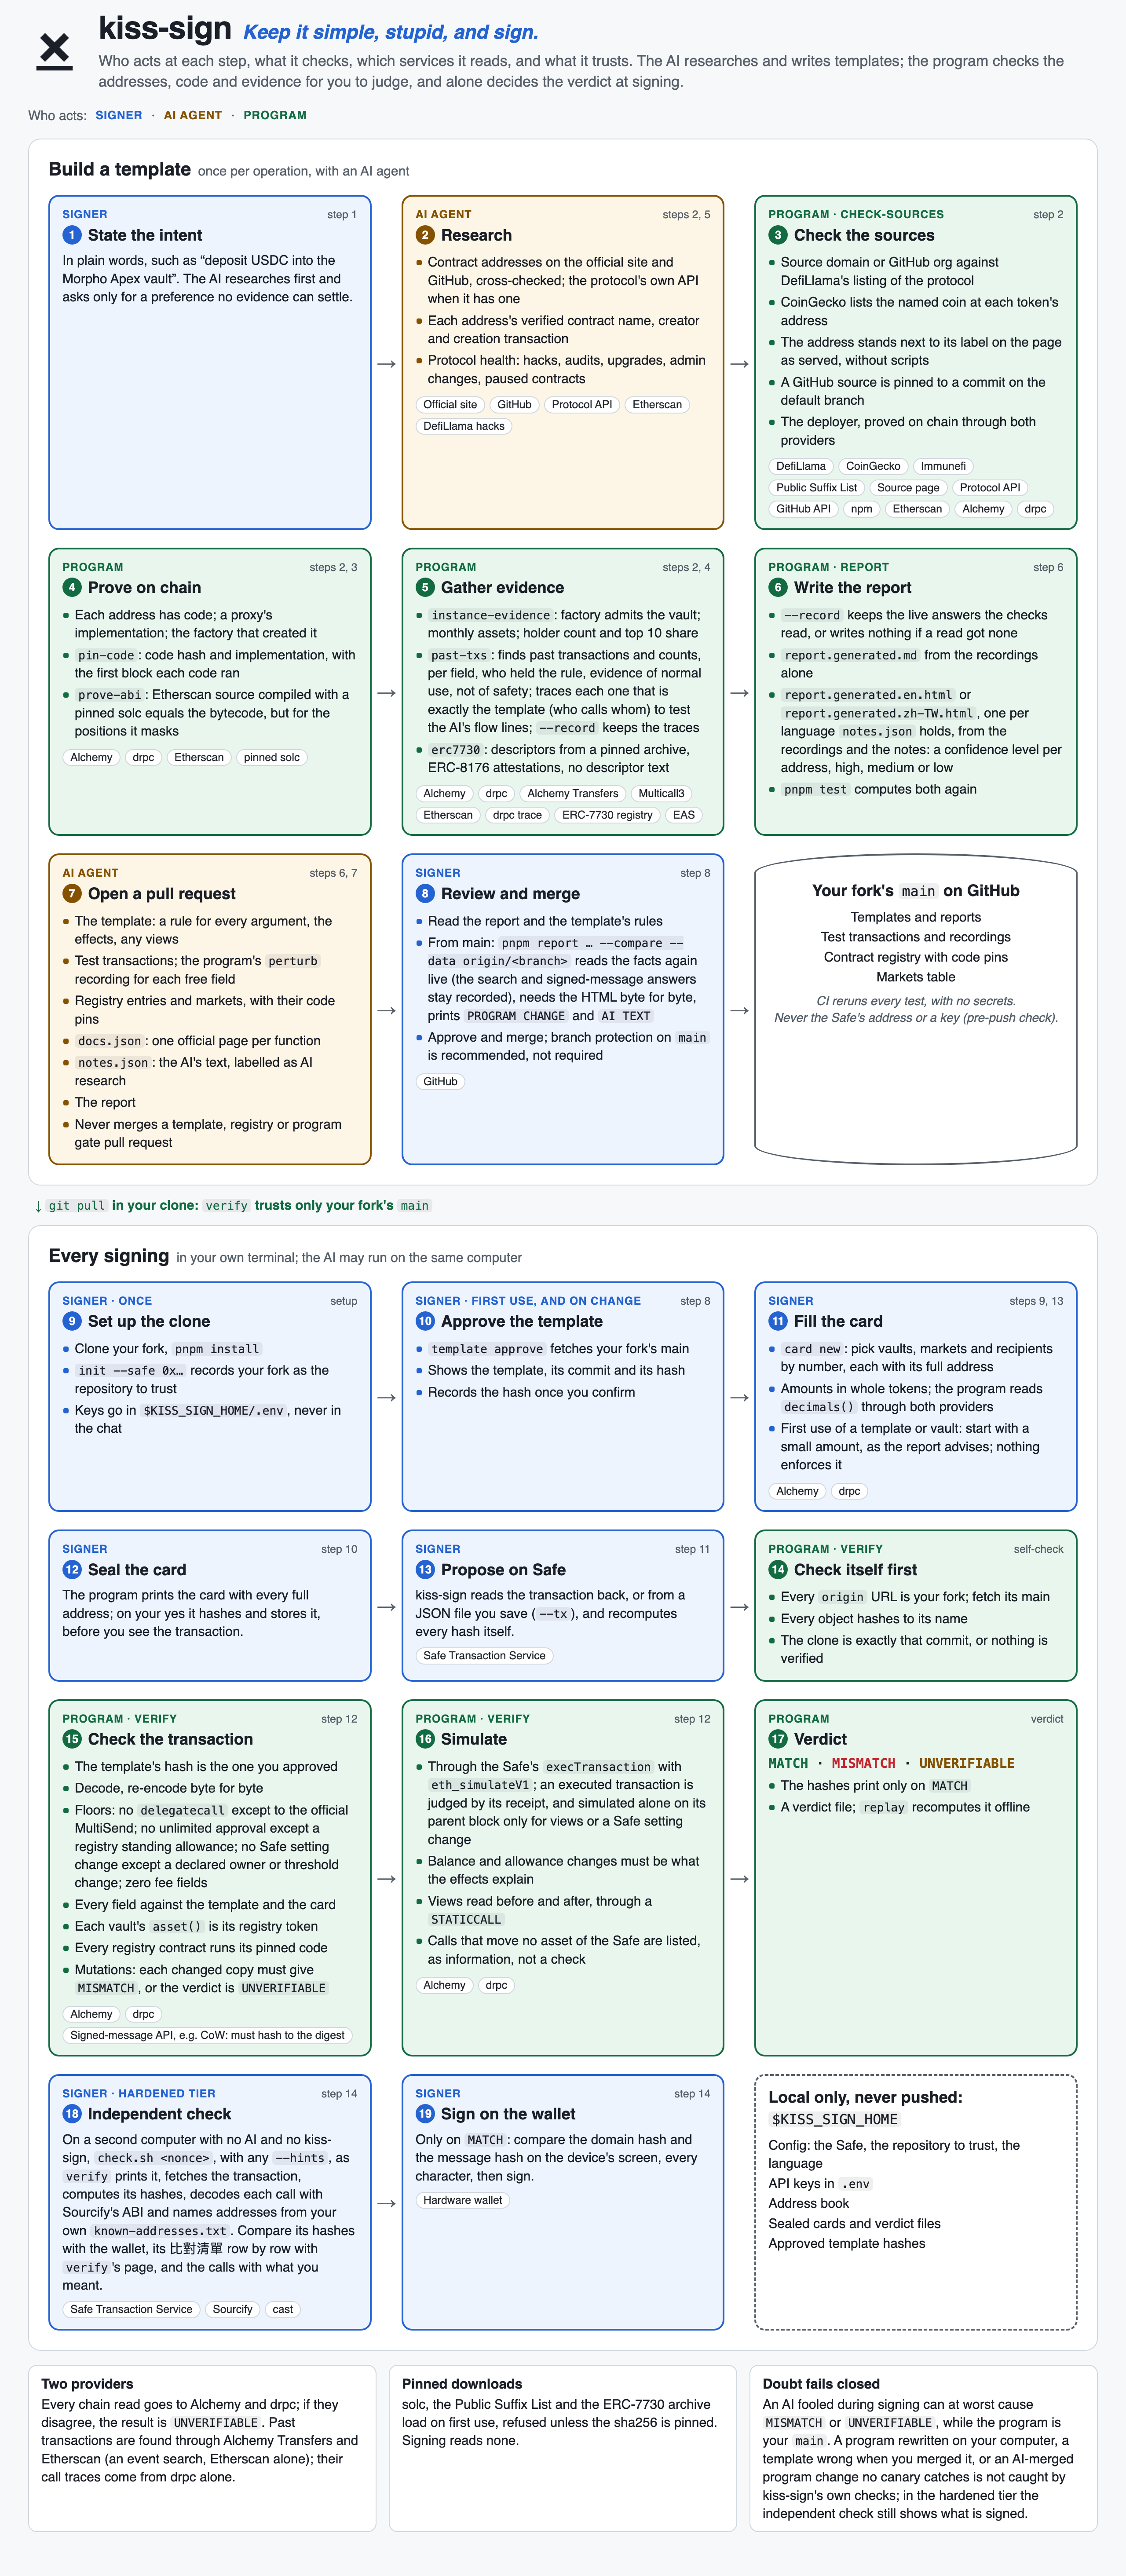 kiss-sign Keep it simple, stupid, and sign.
Who acts at each step, what it checks, which services it reads, and what it trusts. The AI researches and writes templates; the program checks the
addresses, code and evidence for you to judge, and alone decides the verdict at signing.
Who acts: SIGNER · AI AGENT · PROGRAM
Build a template once per operation, with an AI agent
SIGNER step 1
1 State the intent
In plain words, such as “deposit USDC into the
Morpho Apex vault”. The AI researches first and
asks only for a preference no evidence can settle.
→
AI AGENT steps 2, 5
2 Research
Contract addresses on the official site and
GitHub, cross-checked; the protocol's own API
when it has one
Each address's verified contract name, creator
and creation transaction
Protocol health: hacks, audits, upgrades, admin
changes, paused contracts
Official site GitHub Protocol API Etherscan
DefiLlama hacks
→
PROGRAM · CHECK-SOURCES step 2
3 Check the sources
Source domain or GitHub org against
DefiLlama's listing of the protocol
CoinGecko lists the named coin at each token's
address
The address stands next to its label on the page
as served, without scripts
A GitHub source is pinned to a commit on the
default branch
The deployer, proved on chain through both
providers
DefiLlama CoinGecko Immunefi
Public Suffix List Source page Protocol API
GitHub API npm Etherscan Alchemy drpc
PROGRAM steps 2, 3
4 Prove on chain
Each address has code; a proxy's
implementation; the factory that created it
pin-code: code hash and implementation, with
the first block each code ran
prove-abi: Etherscan source compiled with a
pinned solc equals the bytecode, but for the
positions it masks
Alchemy drpc Etherscan pinned solc
→
PROGRAM steps 2, 4
5 Gather evidence
instance-evidence: factory admits the vault;
monthly assets; holder count and top 10 share
past-txs: finds past transactions and counts,
per field, who held the rule, evidence of normal
use, not of safety; traces each one that is
exactly the template (who calls whom) to test
the AI's flow lines; --record keeps the traces
erc7730: descriptors from a pinned archive,
ERC-8176 attestations, no descriptor text
Alchemy drpc Alchemy Transfers Multicall3
Etherscan drpc trace ERC-7730 registry EAS
→
PROGRAM · REPORT step 6
6 Write the report
--record keeps the live answers the checks
read, or writes nothing if a read got none
report.generated.md from the recordings
alone
report.generated.en.html or
report.generated.zh-TW.html, one per
language notes.json holds, from the
recordings and the notes: a confidence level per
address, high, medium or low
pnpm test computes both again
AI AGENT steps 6, 7
7 Open a pull request
The template: a rule for every argument, the
effects, any views
Test transactions; the program's perturb
recording for each free field
Registry entries and markets, with their code
pins
docs.json: one official page per function
notes.json: the AI's text, labelled as AI
research
The report
Never merges a template, registry or program
gate pull request
→
SIGNER step 8
8 Review and merge
Read the report and the template's rules
From main: pnpm report … --compare --
data origin/<branch> reads the facts again
live (the search and signed-message answers
stay recorded), needs the HTML byte for byte,
prints PROGRAM CHANGE and AI TEXT
Approve and merge; branch protection on main
is recommended, not required
GitHub
→
Your fork's main on GitHub
Templates and reports
Test transactions and recordings
Contract registry with code pins
Markets table
CI reruns every test, with no secrets.
Never the Safe's address or a key (pre-push check).
↓ git pull in your clone: verify trusts only your fork's main
Every signing in your own terminal; the AI may run on the same computer
SIGNER · ONCE setup
9 Set up the clone
Clone your fork, pnpm install
init --safe 0x… records your fork as the
repository to trust
Keys go in $KISS_SIGN_HOME/.env, never in
the chat
→
SIGNER · FIRST USE, AND ON CHANGE step 8
10 Approve the template
template approve fetches your fork's main
Shows the template, its commit and its hash
Records the hash once you confirm
→
SIGNER steps 9, 13
11 Fill the card
card new: pick vaults, markets and recipients
by number, each with its full address
Amounts in whole tokens; the program reads
decimals() through both providers
First use of a template or vault: start with a
small amount, as the report advises; nothing
enforces it
Alchemy drpc
SIGNER step 10
12 Seal the card
The program prints the card with every full
address; on your yes it hashes and stores it,
before you see the transaction.
→
SIGNER step 11
13 Propose on Safe
kiss-sign reads the transaction back, or from a
JSON file you save (--tx), and recomputes
every hash itself.
Safe Transaction Service
→
PROGRAM · VERIFY self-check
14 Check itself first
Every origin URL is your fork; fetch its main
Every object hashes to its name
The clone is exactly that commit, or nothing is
verified
PROGRAM · VERIFY step 12
15 Check the transaction
The template's hash is the one you approved
Decode, re-encode byte for byte
Floors: no delegatecall except to the official
MultiSend; no unlimited approval except a
registry standing allowance; no Safe setting
change except a declared owner or threshold
change; zero fee fields
Every field against the template and the card
Each vault's asset() is its registry token
Every registry contract runs its pinned code
Mutations: each changed copy must give
MISMATCH, or the verdict is UNVERIFIABLE
Alchemy drpc
Signed-message API, e.g. CoW: must hash to the digest
→
PROGRAM · VERIFY step 12
16 Simulate
Through the Safe's execTransaction with
eth_simulateV1; an executed transaction is
judged by its receipt, and simulated alone on its
parent block only for views or a Safe setting
change
Balance and allowance changes must be what
the effects explain
Views read before and after, through a
STATICCALL
Calls that move no asset of the Safe are listed,
as information, not a check
Alchemy drpc
→
PROGRAM verdict
17 Verdict
MATCH · MISMATCH · UNVERIFIABLE
The hashes print only on MATCH
A verdict file; replay recomputes it offline
SIGNER · HARDENED TIER step 14
18 Independent check
On a second computer with no AI and no kiss-
sign, check.sh <nonce>, with any --hints, as
verify prints it, fetches the transaction,
computes its hashes, decodes each call with
Sourcify's ABI and names addresses from your
own known-addresses.txt. Compare its hashes
with the wallet, its 比對清單 row by row with
verify's page, and the calls with what you
meant.
Safe Transaction Service Sourcify cast
→
SIGNER step 14
19 Sign on the wallet
Only on MATCH: compare the domain hash and
the message hash on the device's screen, every
character, then sign.
Hardware wallet
Local only, never pushed:
$KISS_SIGN_HOME
Config: the Safe, the repository to trust, the
language
API keys in .env
Address book
Sealed cards and verdict files
Approved template hashes
Two providers
Every chain read goes to Alchemy and drpc; if they
disagree, the result is UNVERIFIABLE. Past
transactions are found through Alchemy Transfers and
Etherscan (an event search, Etherscan alone); their
call traces come from drpc alone.
Pinned downloads
solc, the Public Suffix List and the ERC-7730 archive
load on first use, refused unless the sha256 is pinned.
Signing reads none.
Doubt fails closed
An AI fooled during signing can at worst cause
MISMATCH or UNVERIFIABLE, while the program is
your main. A program rewritten on your computer, a
template wrong when you merged it, or an AI-merged
program change no canary catches is not caught by
kiss-sign's own checks; in the hardened tier the
independent check still shows what is signed.